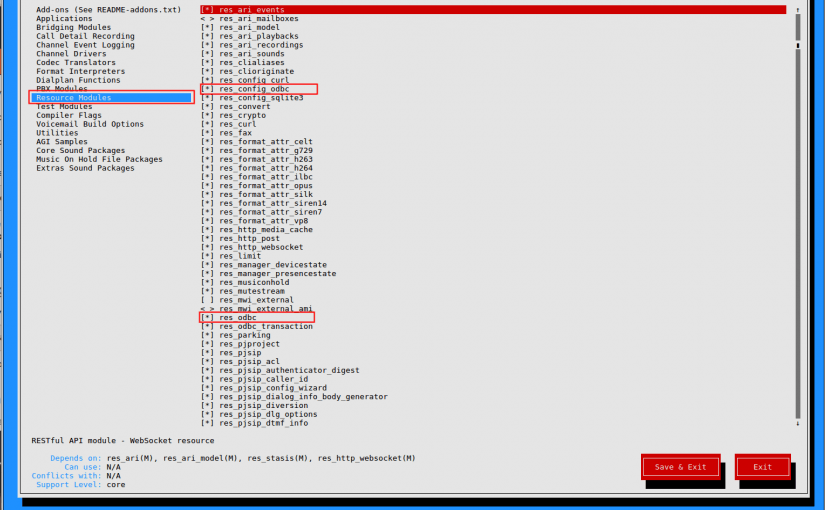 Add-ons (See README-addons.txt)
Applications
Bridging Modules
Call Detail Recording
Channel Event Logging
Channel Drivers
Codec Translators
Format Interpreters
Dialplan Functions
PBX Modules
Resource Modules
Test Modules
Compiler Flags
Voicemail Build Options
Utilities
AGI Samples
Core Sound Packages
Music On Hold File Packages
Extras Sound Packages
[*] res_ari_events
< > res_ari_mailboxes
[*] res_ari_model
[*] res_ari_playbacks
[*] res_ari_recordings
[*] res_ari_sounds
[*] res_clialiases
[*] res_clioriginate
[*] res_config_curl
[*] res_config_odbc
[*] res_config_sqlite3
[*] res_convert
[*] res_crypto
[*] res_curl
[*] res_fax
[*] res_format_attr_celt
[*] res_format_attr_g729
[*] res_format_attr_h263
[*] res_format_attr_h264
[*] res_format_attr_ilbc
[*] res_format_attr_opus
[*] res_format_attr_silk
[*] res_format_attr_siren14
[*] res_format_attr_siren7
[*] res_format_attr_vp8
[*] res_http_media_cache
[*] res_http_post
[*] res_http_websocket
[*] res_limit
[*] res_manager_devicestate
[*] res_manager_presencestate
[*] res_musiconhold
[*] res_mutestream
[ ] res_mwi_external
< > res_mwi_external_ami
[*] res_odbc
[*] res_odbc_transaction
[*] res_parking
[*] res_pjproject
[*] res_pjsip
[*] res_pjsip_acl
[*] res_pjsip_authenticator_digest
[*] res_pjsip_caller_id
[*] res_pjsip_config_wizard
[*] res_pjsip_dialog_info_body_generator
[*] res_pjsip_diversion
[*] res_pjsip_dlg_options
[*] res_pjsip_dtmf_info
RESTful API module - WebSocket resource
Depends on: res_ari(M), res_ari_model(M), res_stasis(M), res_http_websocket(M)
Can use: N/A
Conflicts with: N/A
Support Level: core
Save & Exit
Exit